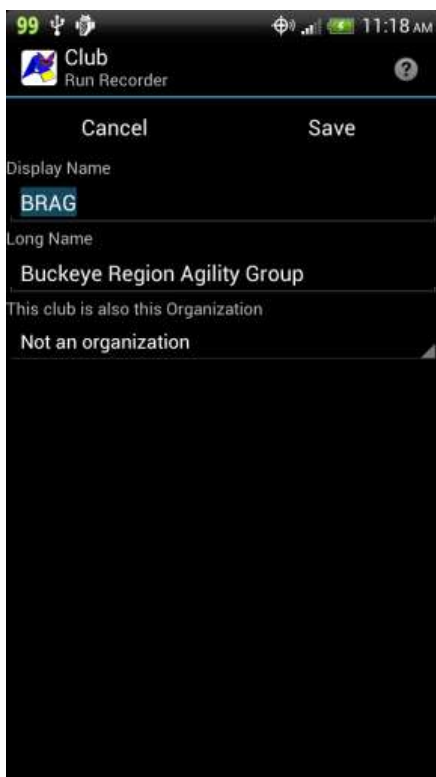 99 11:18 AM
Club
Run Recorder
?
Cancel Save
Display Name
BRAG
Long Name
Buckeye Region Agility Group
This club is also this Organization
Not an organization